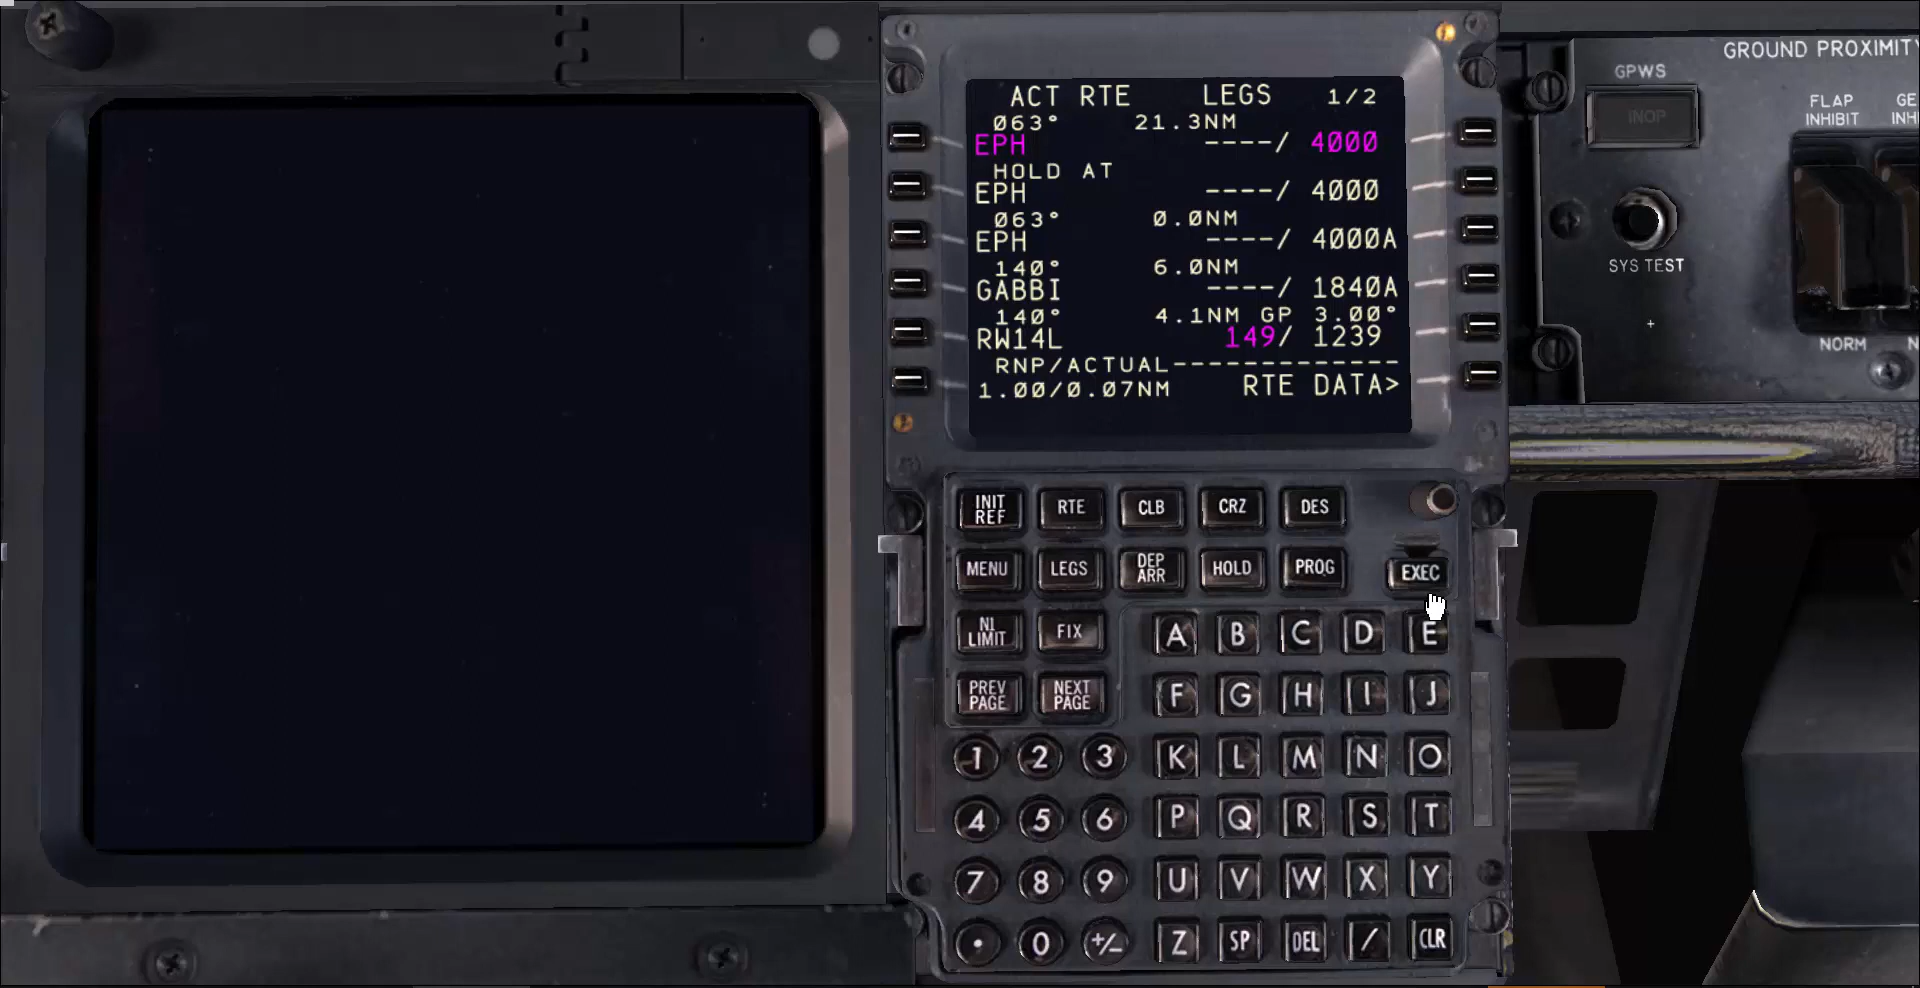 ACT RTE LEGS 1/2
063° 21.3NM
EPH ----/ 4000
HOLD AT
EPH ----/ 4000
063° 0.0NM
EPH ----/ 4000A
140° 6.0NM
GABBI ----/ 1840A
140° 4.1NM GP 3.00°
RW14L 149/ 1239
RNP/ACTUAL-------------
1.00/0.07NM RTE DATA>
INIT REF
RTE
CLB
CRZ
DES
MENU
LEGS
DEP ARR
HOLD
PROG
EXEC
N1 LIMIT
FIX
A B C D E
PREV PAGE
NEXT PAGE
F G H I J
1 2 3 K L M N O
4 5 6 P Q R S T
7 8 9 U V W X Y
. 0 +/- Z SP DEL / CLR
GROUND PROXIMITY
GPWS
INOP
FLAP INHIBIT
SYS TEST
NORM